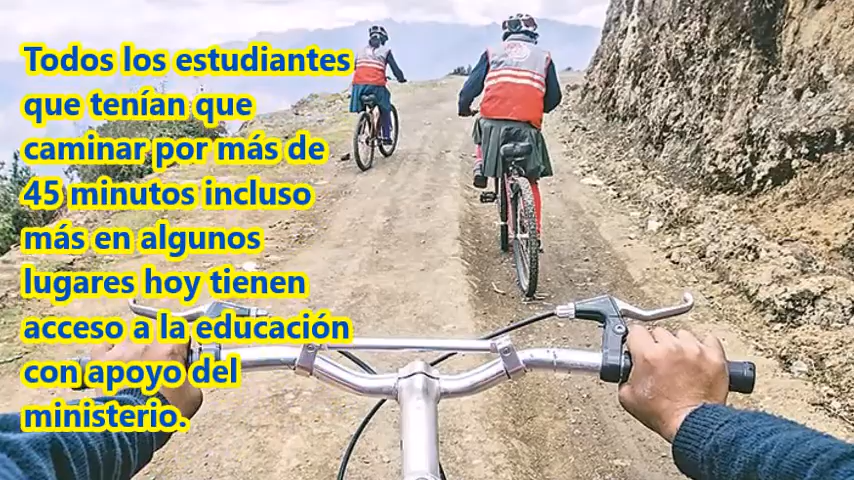 Todos los estudiantes
que tenían que
caminar por más de
45 minutos incluso
más en algunos
lugares hoy tienen
acceso a la educación
con apoyo del
ministerio.